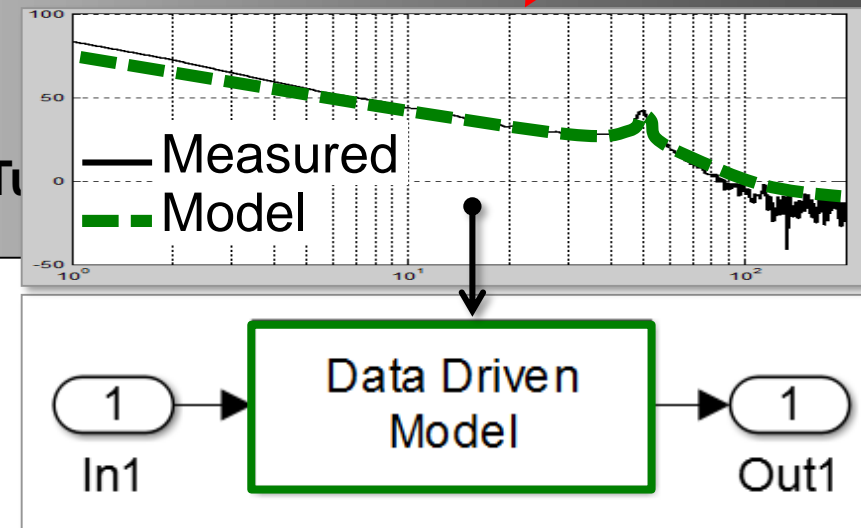 100
50
0
-50
10⁰
10¹
10²
Measured
Model
Data Driven
Model
1
In1
1
Out1